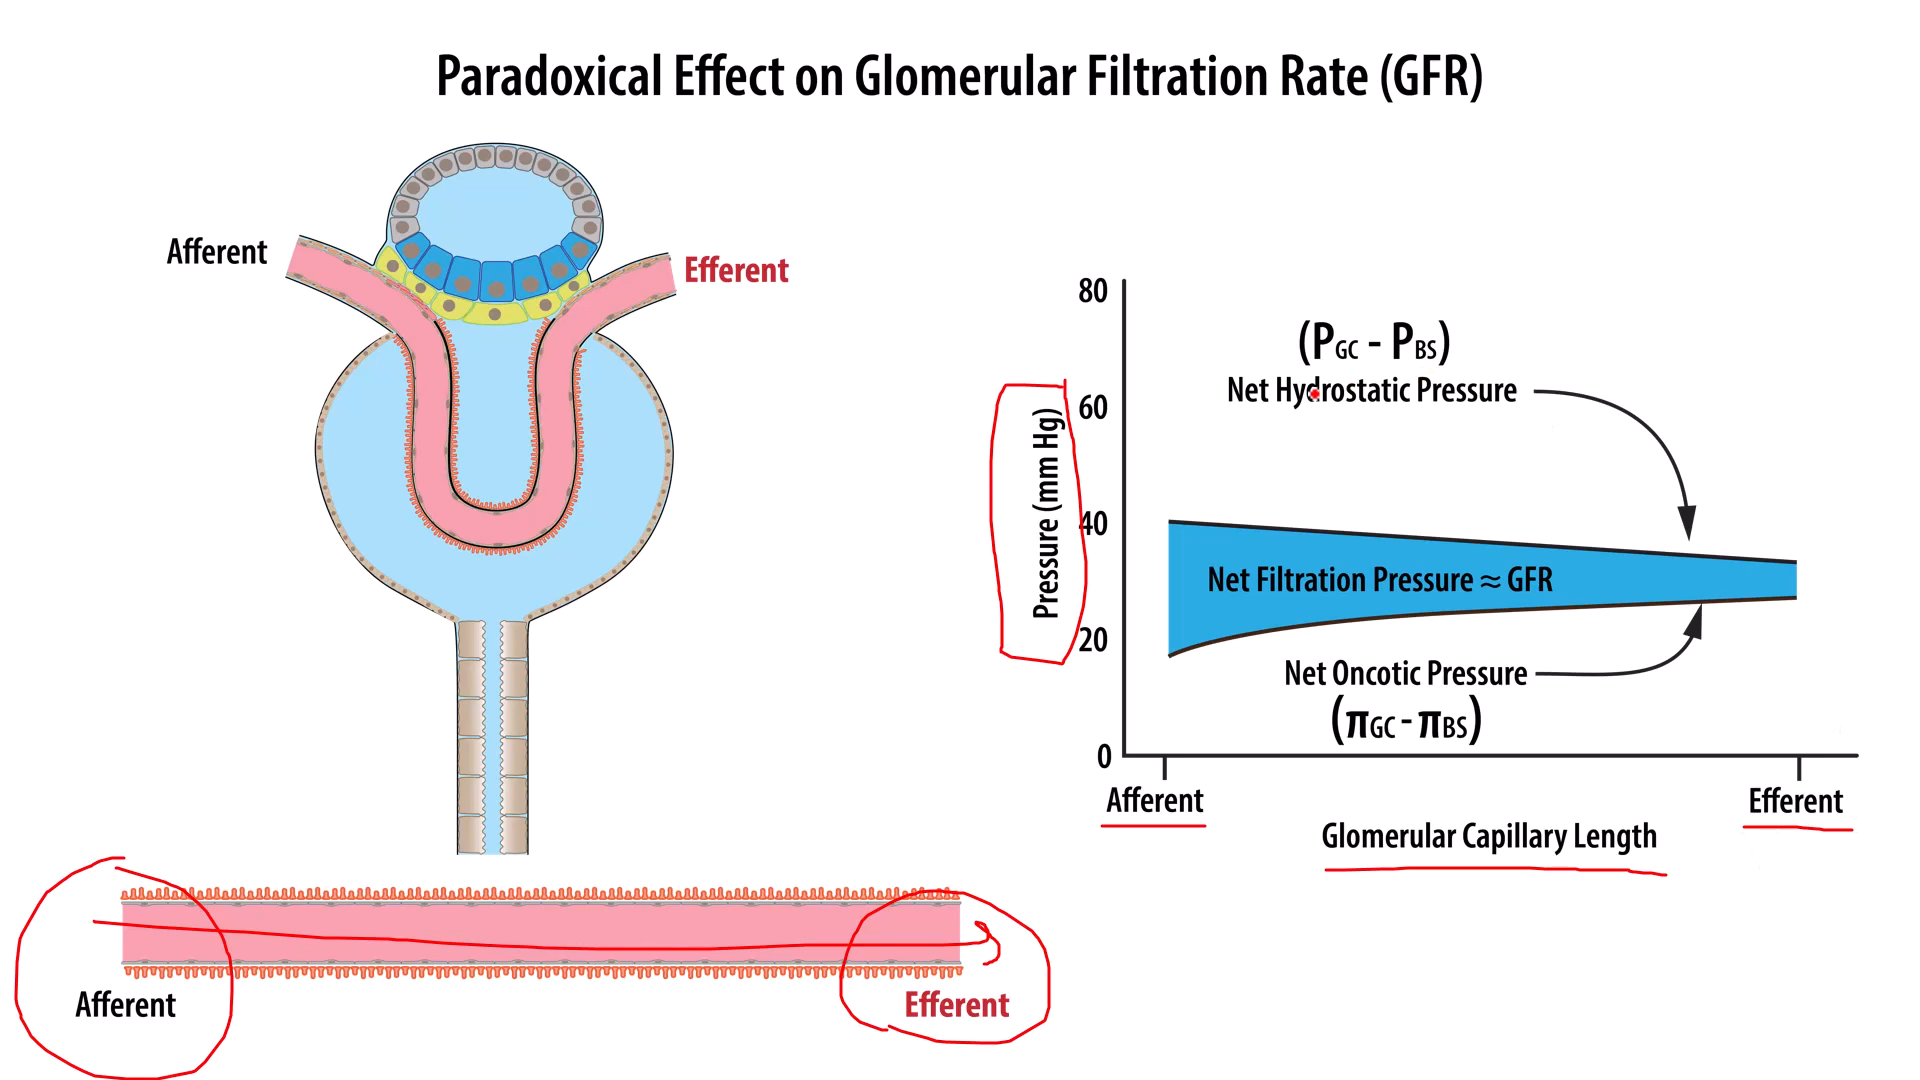 Paradoxical Effect on Glomerular Filtration Rate (GFR)
Afferent
Efferent
Afferent
Efferent
Pressure (mm Hg)
80
60
40
20
0
(PGC - PBS)
Net Hydrostatic Pressure
Net Filtration Pressure ≈ GFR
Net Oncotic Pressure
(πGC - πBS)
Afferent
Efferent
Glomerular Capillary Length